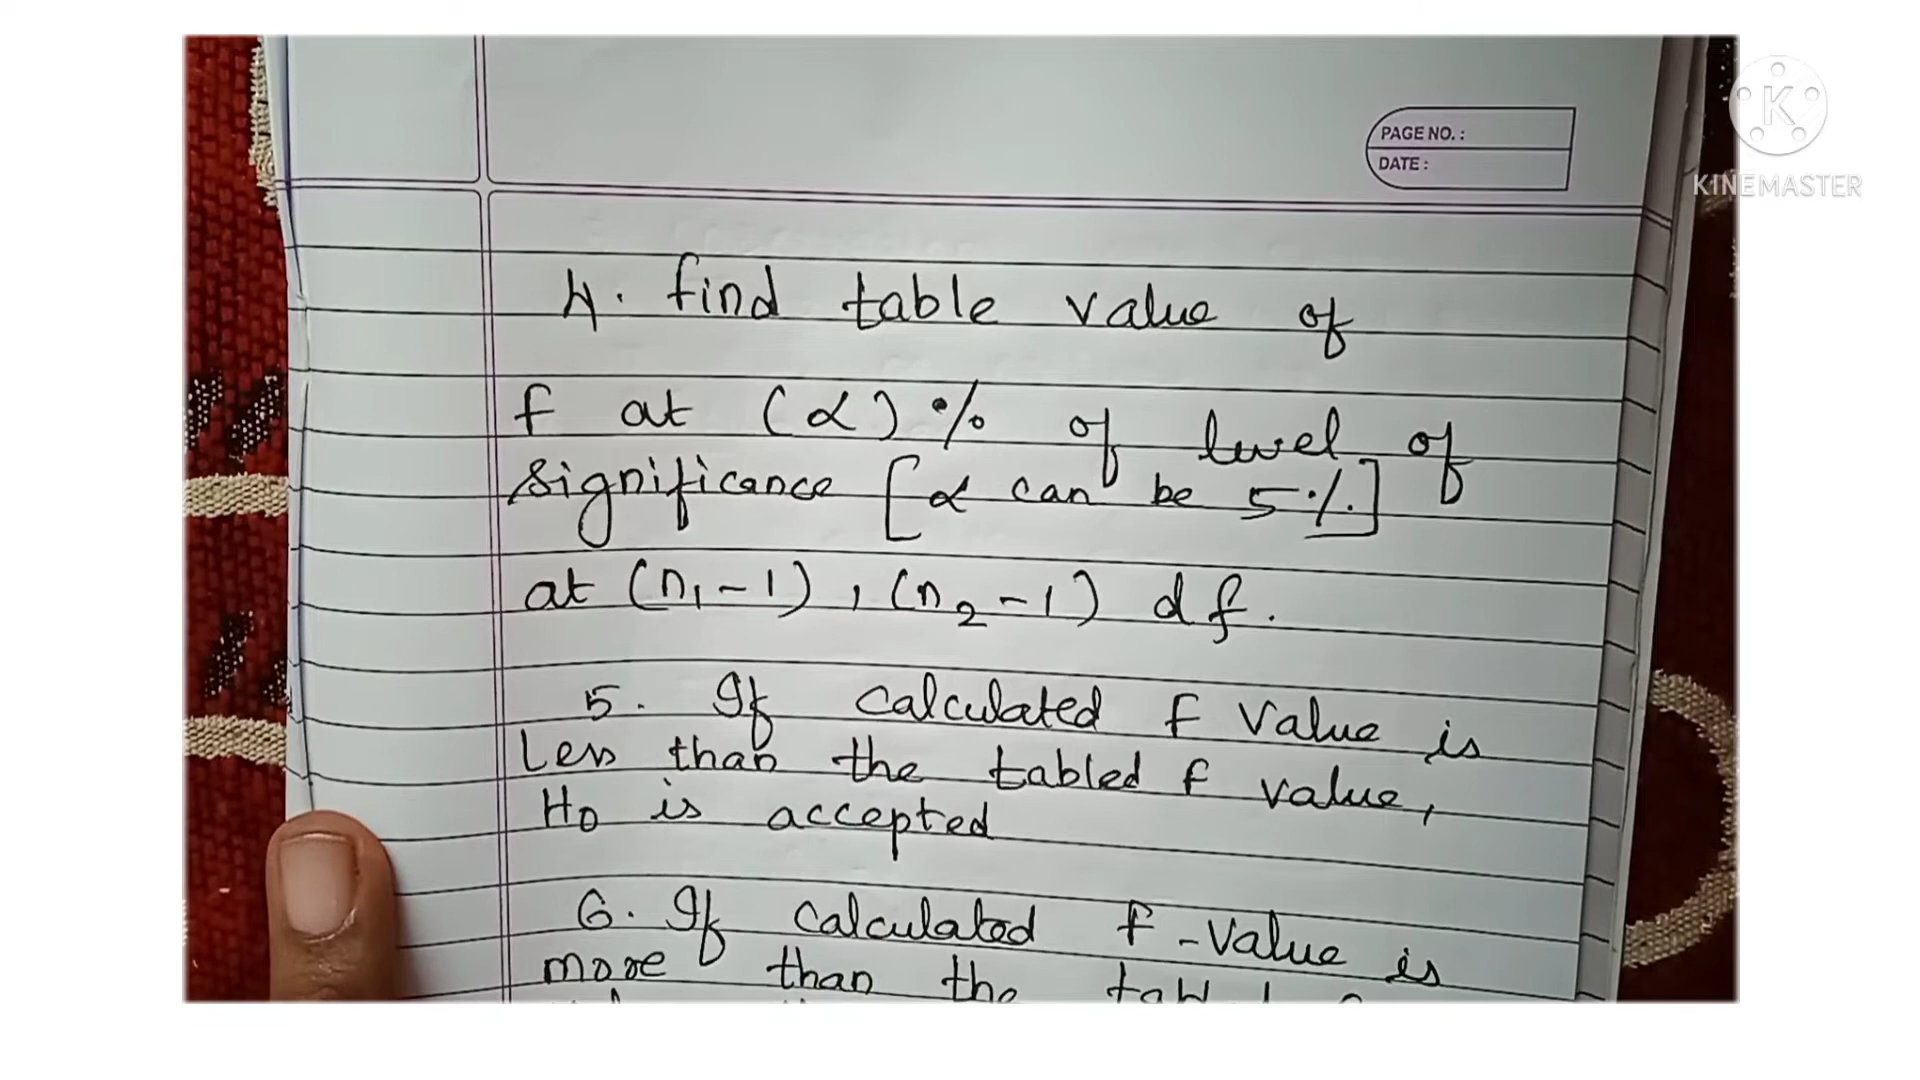 PAGE NO. :
DATE :
K
KINEMASTER
4. find table value of
f at (α) % of level of
significance [α can be 5%]
at (n₁-1), (n₂-1) df.
5. If calculated f value is
less than the tabled f value,
H₀ is accepted
6. If calculated f-value is
more than the